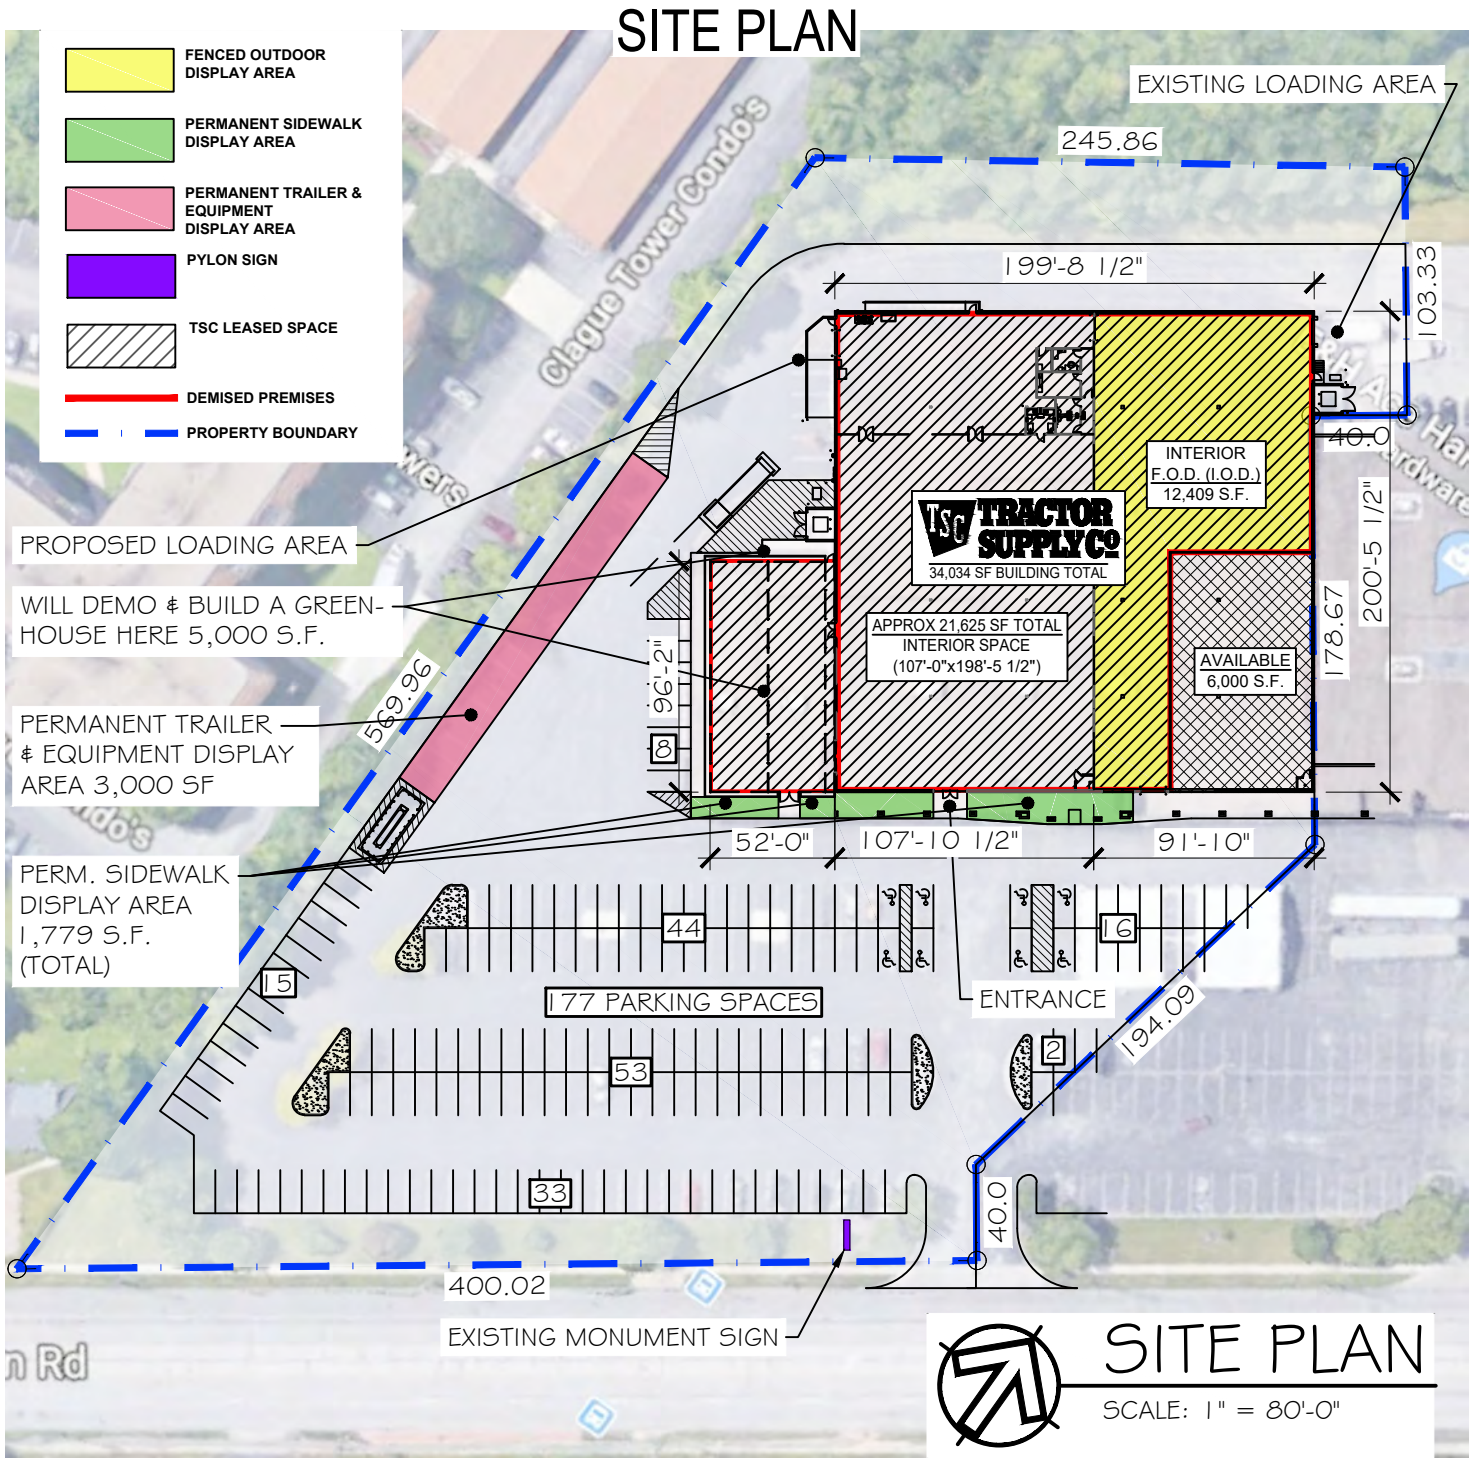 SITE PLAN
FENCED OUTDOOR
DISPLAY AREA
PERMANENT SIDEWALK
DISPLAY AREA
PERMANENT TRAILER &
EQUIPMENT
DISPLAY AREA
PYLON SIGN
TSC LEASED SPACE
DEMISED PREMISES
PROPERTY BOUNDARY
EXISTING LOADING AREA
245.86
103.33
199'-8 1/2"
Clague Tower Condo's
owers
40.0
Ace Har
rdware
INTERIOR
F.O.D. (I.O.D.)
12,409 S.F.
TSC TRACTOR
SUPPLY CO
34,034 SF BUILDING TOTAL
200'-5 1/2"
178.67
PROPOSED LOADING AREA
WILL DEMO & BUILD A GREEN-
HOUSE HERE 5,000 S.F.
APPROX 21,625 SF TOTAL
INTERIOR SPACE
(107'-0"x198'-5 1/2")
AVAILABLE
6,000 S.F.
96'-2"
8
569.96
PERMANENT TRAILER
& EQUIPMENT DISPLAY
AREA 3,000 SF
ondo's
52'-0"
107'-10 1/2"
91'-10"
PERM. SIDEWALK
DISPLAY AREA
1,779 S.F.
(TOTAL)
44
16
15
177 PARKING SPACES
ENTRANCE
194.09
53
2
33
40.0
400.02
EXISTING MONUMENT SIGN
n Rd
SITE PLAN
SCALE: 1" = 80'-0"